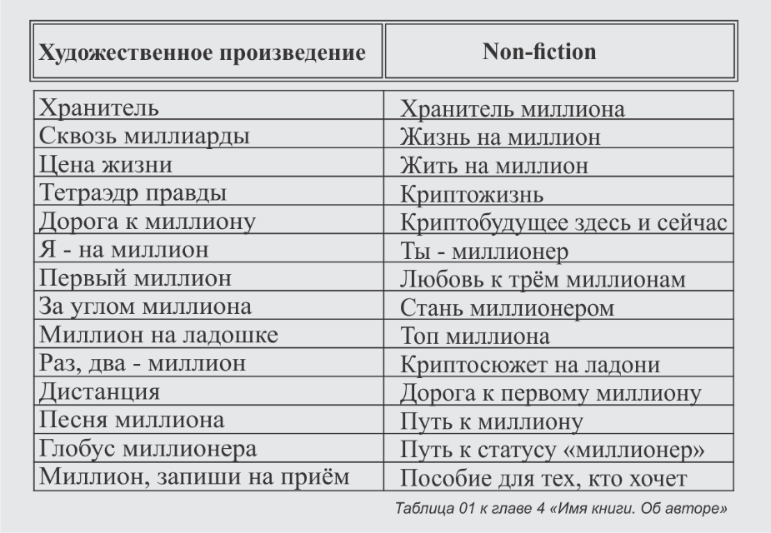 Художественное произведение Non-fiction
Хранитель Хранитель миллиона
Сквозь миллиарды Жизнь на миллион
Цена жизни Жить на миллион
Тетраэдр правды Криптожизнь
Дорога к миллиону Криптобудущее здесь и сейчас
Я - на миллион Ты - миллионер
Первый миллион Любовь к трём миллионам
За углом миллиона Стань миллионером
Миллион на ладошке Топ миллиона
Раз, два - миллион Криптосюжет на ладони
Дистанция Дорога к первому миллиону
Песня миллиона Путь к миллиону
Глобус миллионера Путь к статусу «миллионер»
Миллион, запиши на приём Пособие для тех, кто хочет
Таблица 01 к главе 4 «Имя книги. Об авторе»